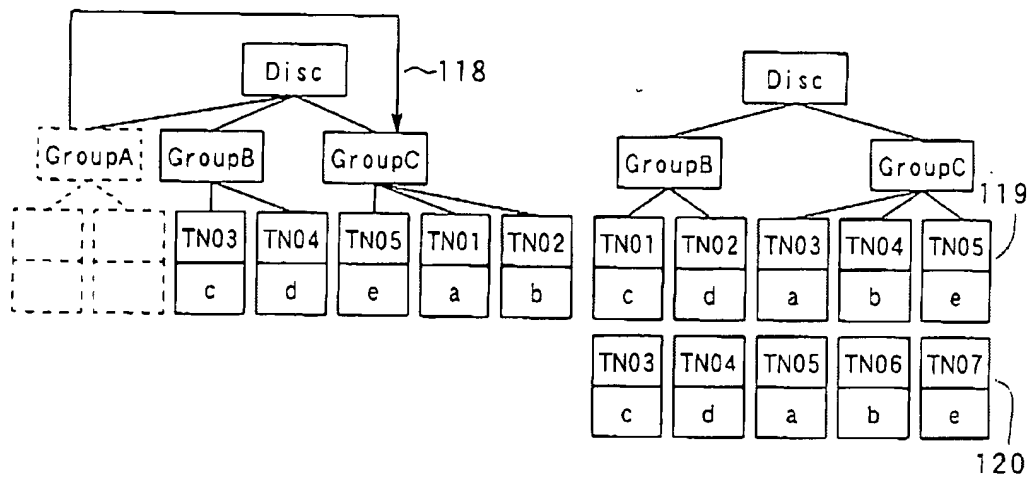 Disc
118
Disc
GroupA GroupB GroupC
GroupB GroupC
119
TN03 TN04 TN05 TN01 TN02
c d e a b
TN01 TN02 TN03 TN04 TN05
c d a b e
TN03 TN04 TN05 TN06 TN07
c d a b e
120